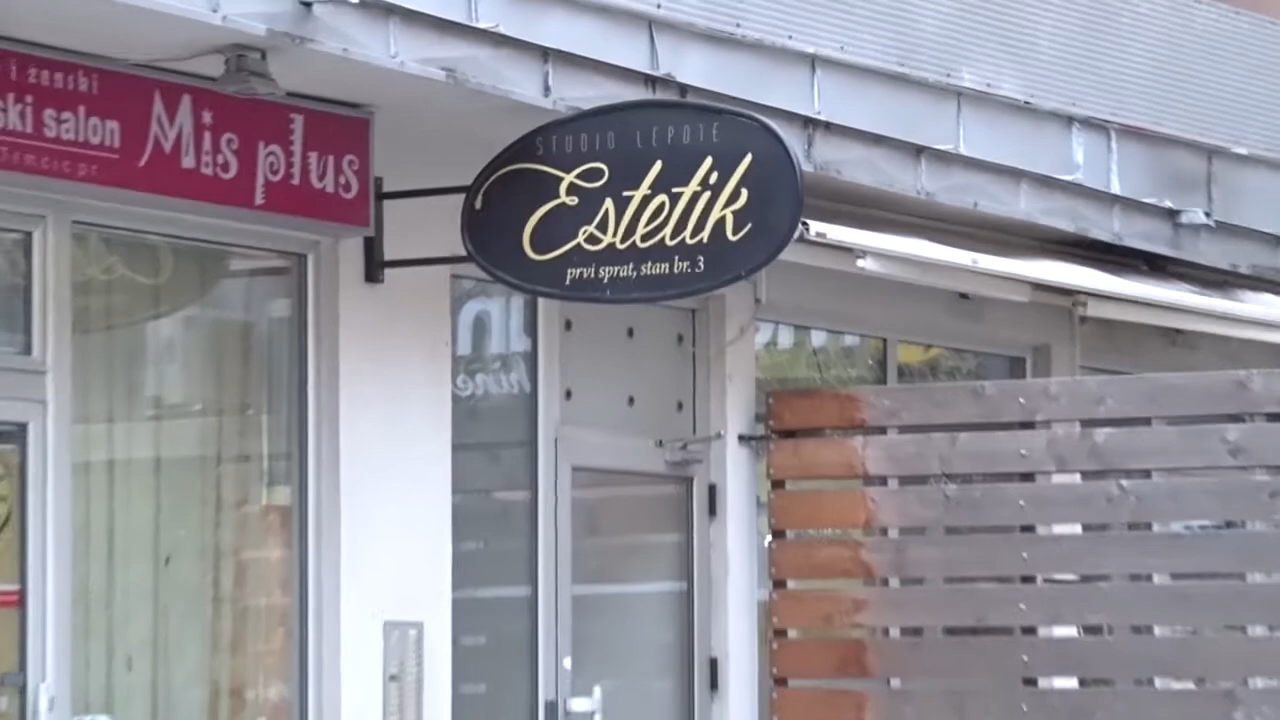 i ženski
ski salon
Mis plus
STUDIO LEPOTE
Estetik
prvi sprat, stan br. 3